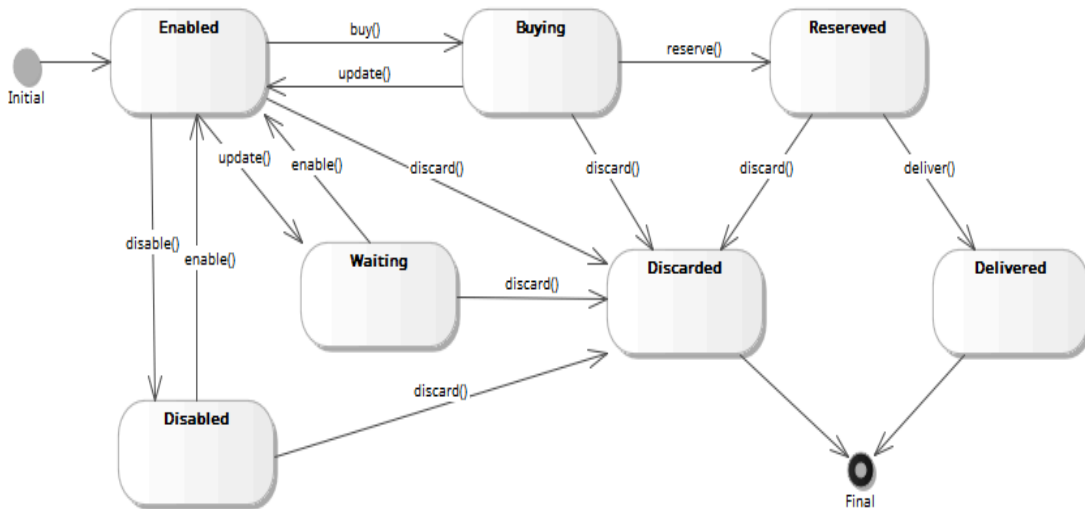 Enabled
Buying
Resereved
buy()
reserve()
update()
Initial
update()
enable()
discard()
discard()
discard()
deliver()
disable()
enable()
Waiting
Discarded
Delivered
discard()
discard()
Disabled
Final